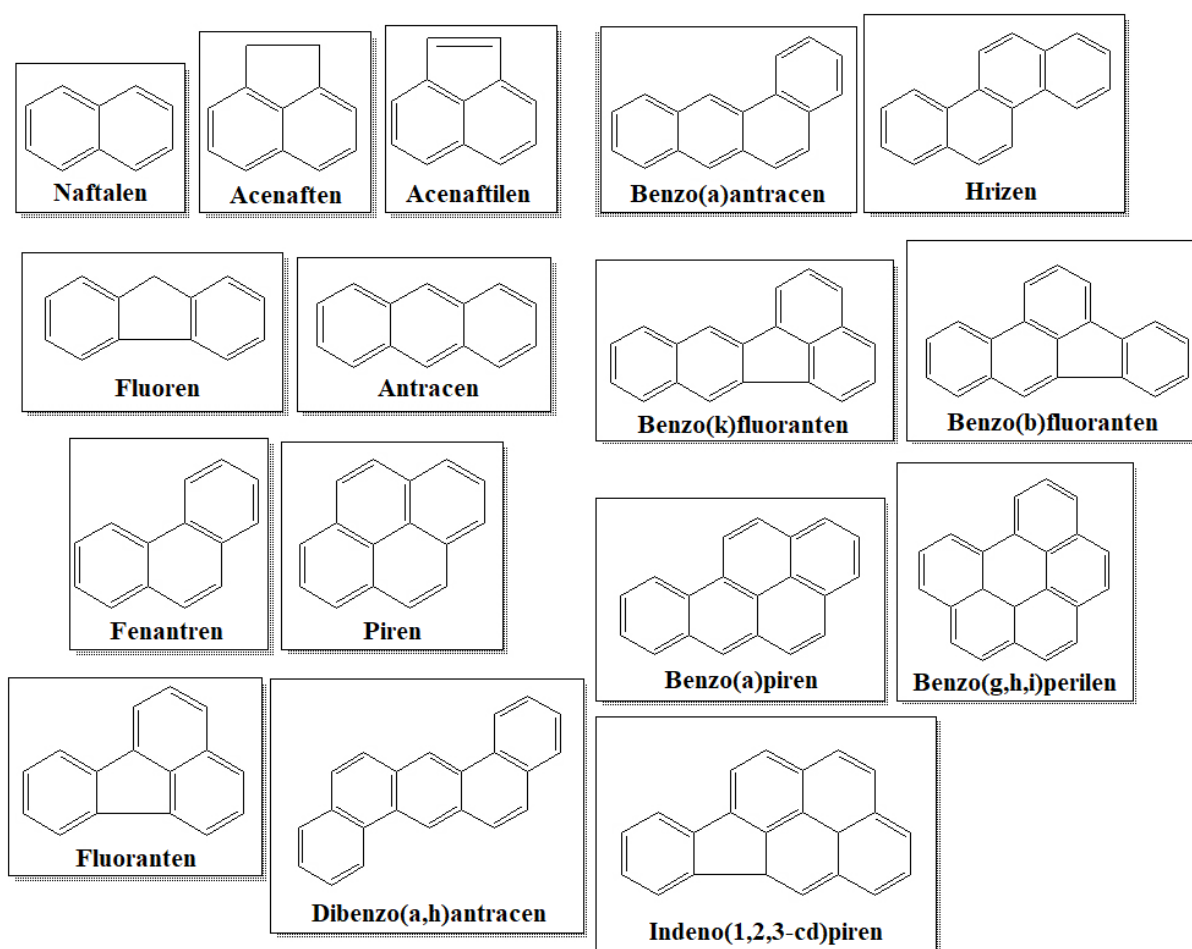 Naftalen
Acenaften
Acenaftilen
Benzo(a)antracen
Hrizen
Fluoren
Antracen
Benzo(k)fluoranten
Benzo(b)fluoranten
Fenantren
Piren
Benzo(a)piren
Benzo(g,h,i)perilen
Fluoranten
Dibenzo(a,h)antracen
Indeno(1,2,3-cd)piren